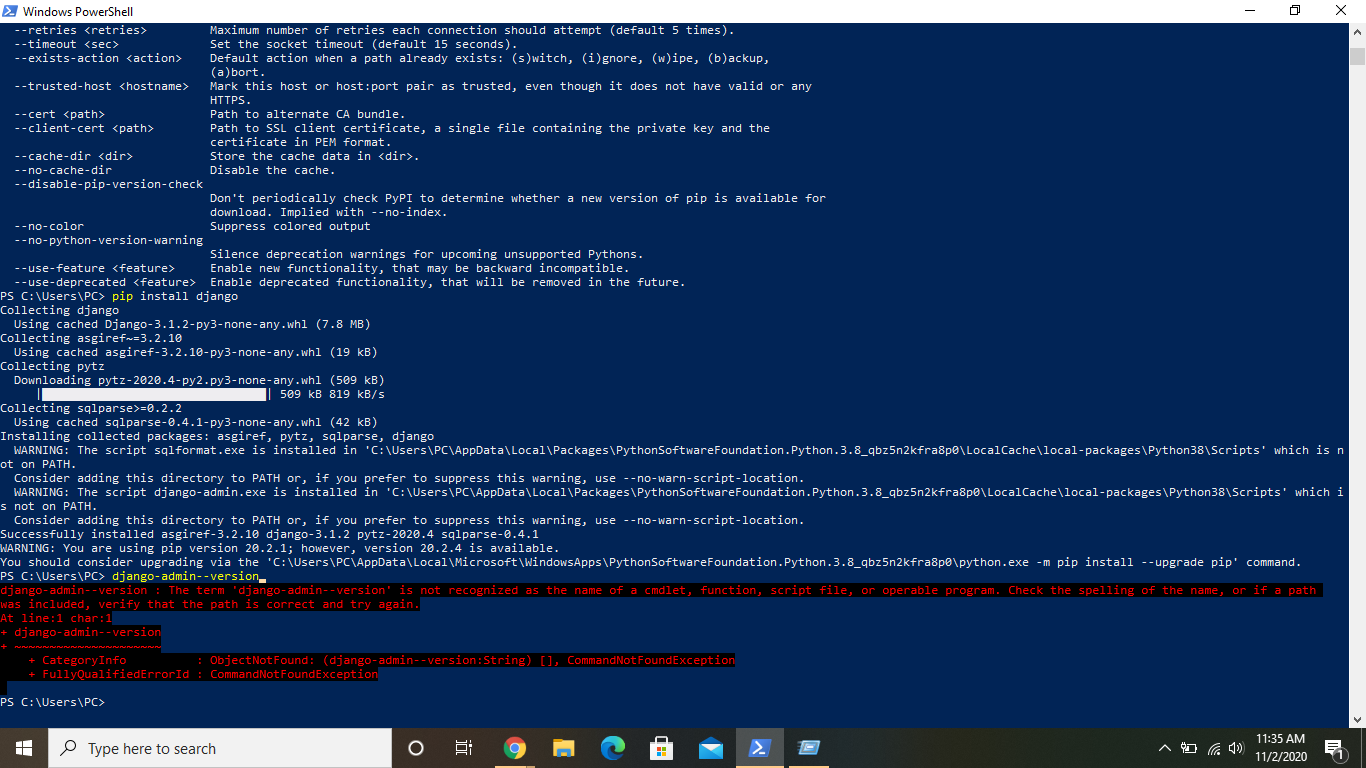 Windows PowerShell
--retries <retries> Maximum number of retries each connection should attempt (default 5 times).
--timeout <sec> Set the socket timeout (default 15 seconds).
--exists-action <action> Default action when a path already exists: (s)witch, (i)gnore, (w)ipe, (b)ackup,
(a)bort.
--trusted-host <hostname> Mark this host or host:port pair as trusted, even though it does not have valid or any
HTTPS.
--cert <path> Path to alternate CA bundle.
--client-cert <path> Path to SSL client certificate, a single file containing the private key and the
certificate in PEM format.
--cache-dir <dir> Store the cache data in <dir>.
--no-cache-dir Disable the cache.
--disable-pip-version-check
Don't periodically check PyPI to determine whether a new version of pip is available for
download. Implied with --no-index.
--no-color Suppress colored output
--no-python-version-warning
Silence deprecation warnings for upcoming unsupported Pythons.
--use-feature <feature> Enable new functionality, that may be backward incompatible.
--use-deprecated <feature> Enable deprecated functionality, that will be removed in the future.
PS C:\Users\PC> pip install django
Collecting django
Using cached Django-3.1.2-py3-none-any.whl (7.8 MB)
Collecting asgiref~=3.2.10
Using cached asgiref-3.2.10-py3-none-any.whl (19 kB)
Collecting pytz
Downloading pytz-2020.4-py2.py3-none-any.whl (509 kB)
| | 509 kB 819 kB/s
Collecting sqlparse>=0.2.2
Using cached sqlparse-0.4.1-py3-none-any.whl (42 kB)
Installing collected packages: asgiref, pytz, sqlparse, django
WARNING: The script sqlformat.exe is installed in 'C:\Users\PC\AppData\Local\Packages\PythonSoftwareFoundation.Python.3.8_qbz5n2kfra8p0\LocalCache\local-packages\Python38\Scripts' which is n
ot on PATH.
Consider adding this directory to PATH or, if you prefer to suppress this warning, use --no-warn-script-location.
WARNING: The script django-admin.exe is installed in 'C:\Users\PC\AppData\Local\Packages\PythonSoftwareFoundation.Python.3.8_qbz5n2kfra8p0\LocalCache\local-packages\Python38\Scripts' which i
s not on PATH.
Consider adding this directory to PATH or, if you prefer to suppress this warning, use --no-warn-script-location.
Successfully installed asgiref-3.2.10 django-3.1.2 pytz-2020.4 sqlparse-0.4.1
WARNING: You are using pip version 20.2.1; however, version 20.2.4 is available.
You should consider upgrading via the 'C:\Users\PC\AppData\Local\Microsoft\WindowsApps\PythonSoftwareFoundation.Python.3.8_qbz5n2kfra8p0\python.exe -m pip install --upgrade pip' command.
PS C:\Users\PC> django-admin--version
django-admin--version : The term 'django-admin--version' is not recognized as the name of a cmdlet, function, script file, or operable program. Check the spelling of the name, or if a path
was included, verify that the path is correct and try again.
At line:1 char:1
+ django-admin--version
+ ~~~~~~~~~~~~~~~~~~~~~
+ CategoryInfo : ObjectNotFound: (django-admin--version:String) [], CommandNotFoundException
+ FullyQualifiedErrorId : CommandNotFoundException
PS C:\Users\PC>
Type here to search
11:35 AM
11/2/2020
1